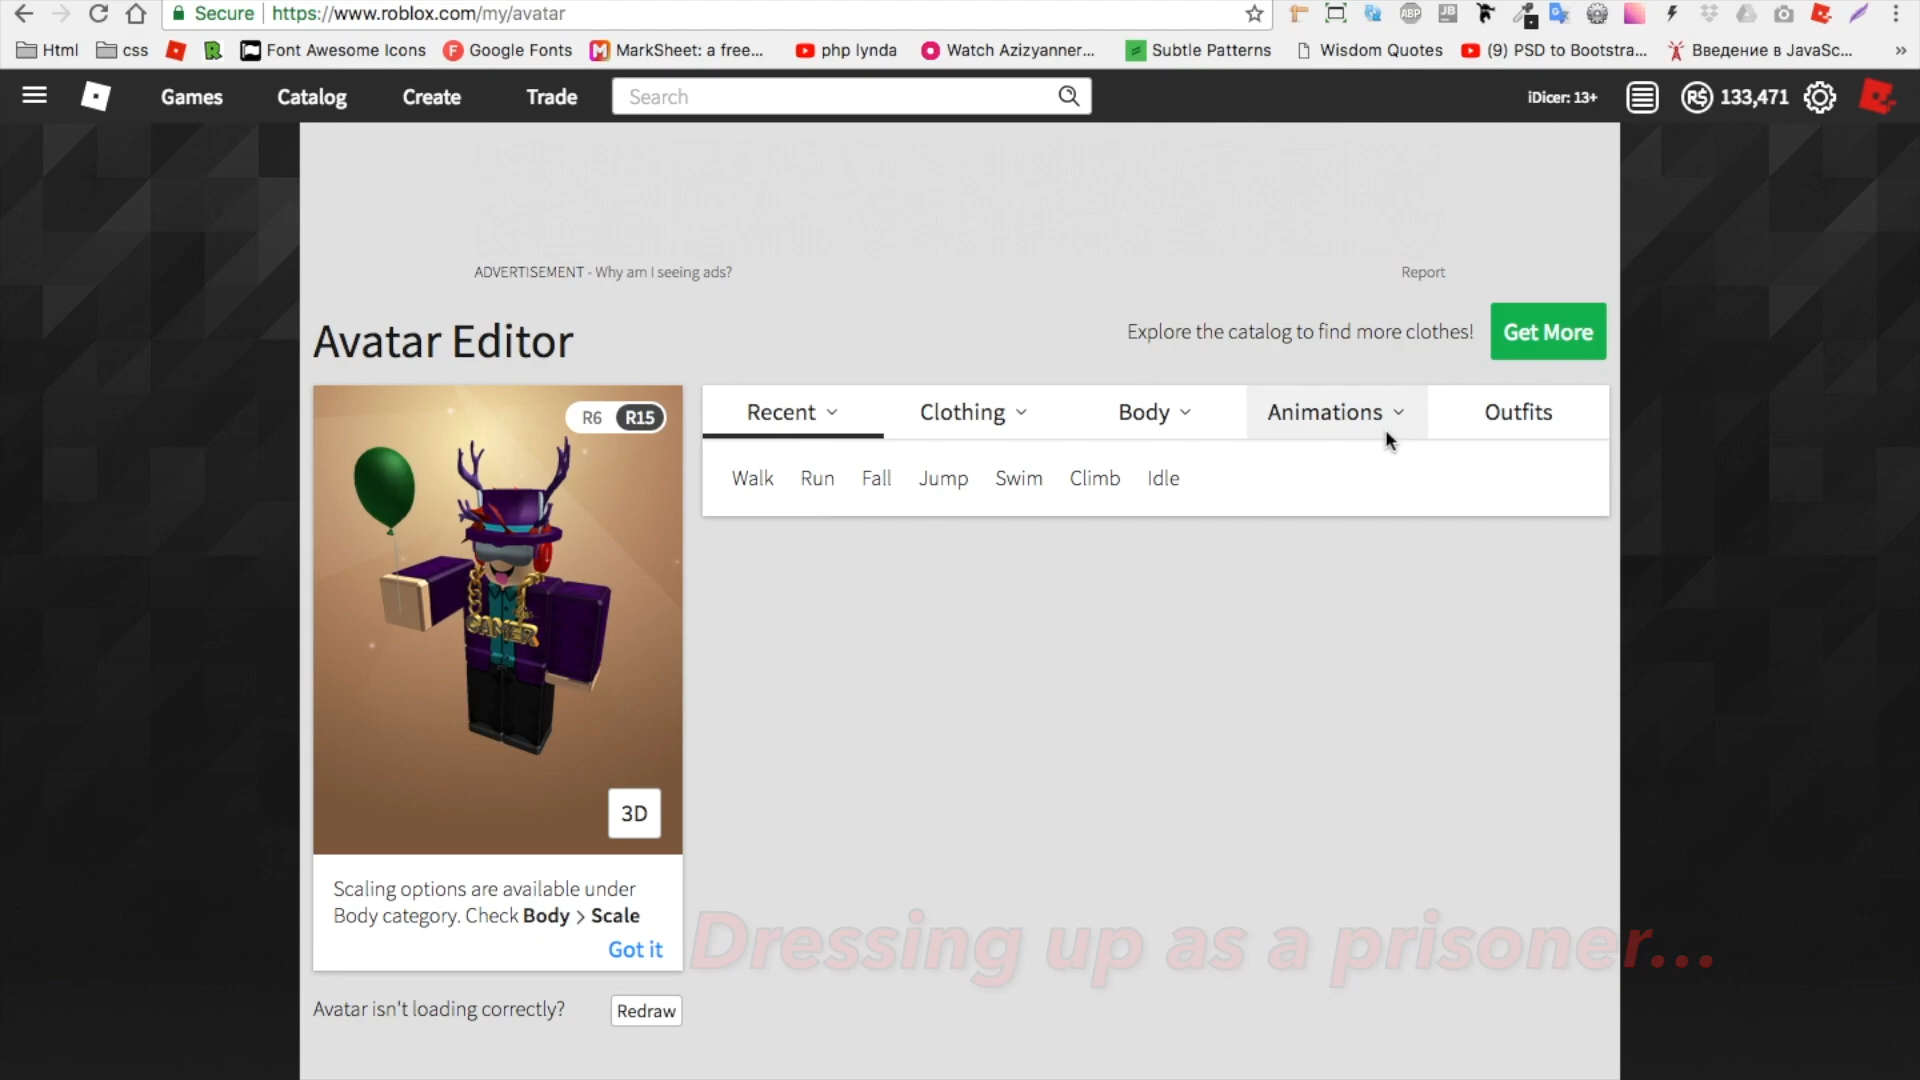 Secure | https://www.roblox.com/my/avatar
ABP JB
Html css Font Awesome Icons Google Fonts MarkSheet: a free... php lynda Watch Azizyanner... Subtle Patterns Wisdom Quotes (9) PSD to Bootstra... Введение в JavaSc... »
Games Catalog Create Trade Search iDicer: 13+ R$ 133,471
ADVERTISEMENT - Why am I seeing ads? Report
Avatar Editor
Explore the catalog to find more clothes! Get More
R6 R15
Recent Clothing Body Animations Outfits
Walk Run Fall Jump Swim Climb Idle
GAMER
3D
Scaling options are available under
Body category. Check Body > Scale
Got it
Dressing up as a prisoner...
Avatar isn't loading correctly? Redraw